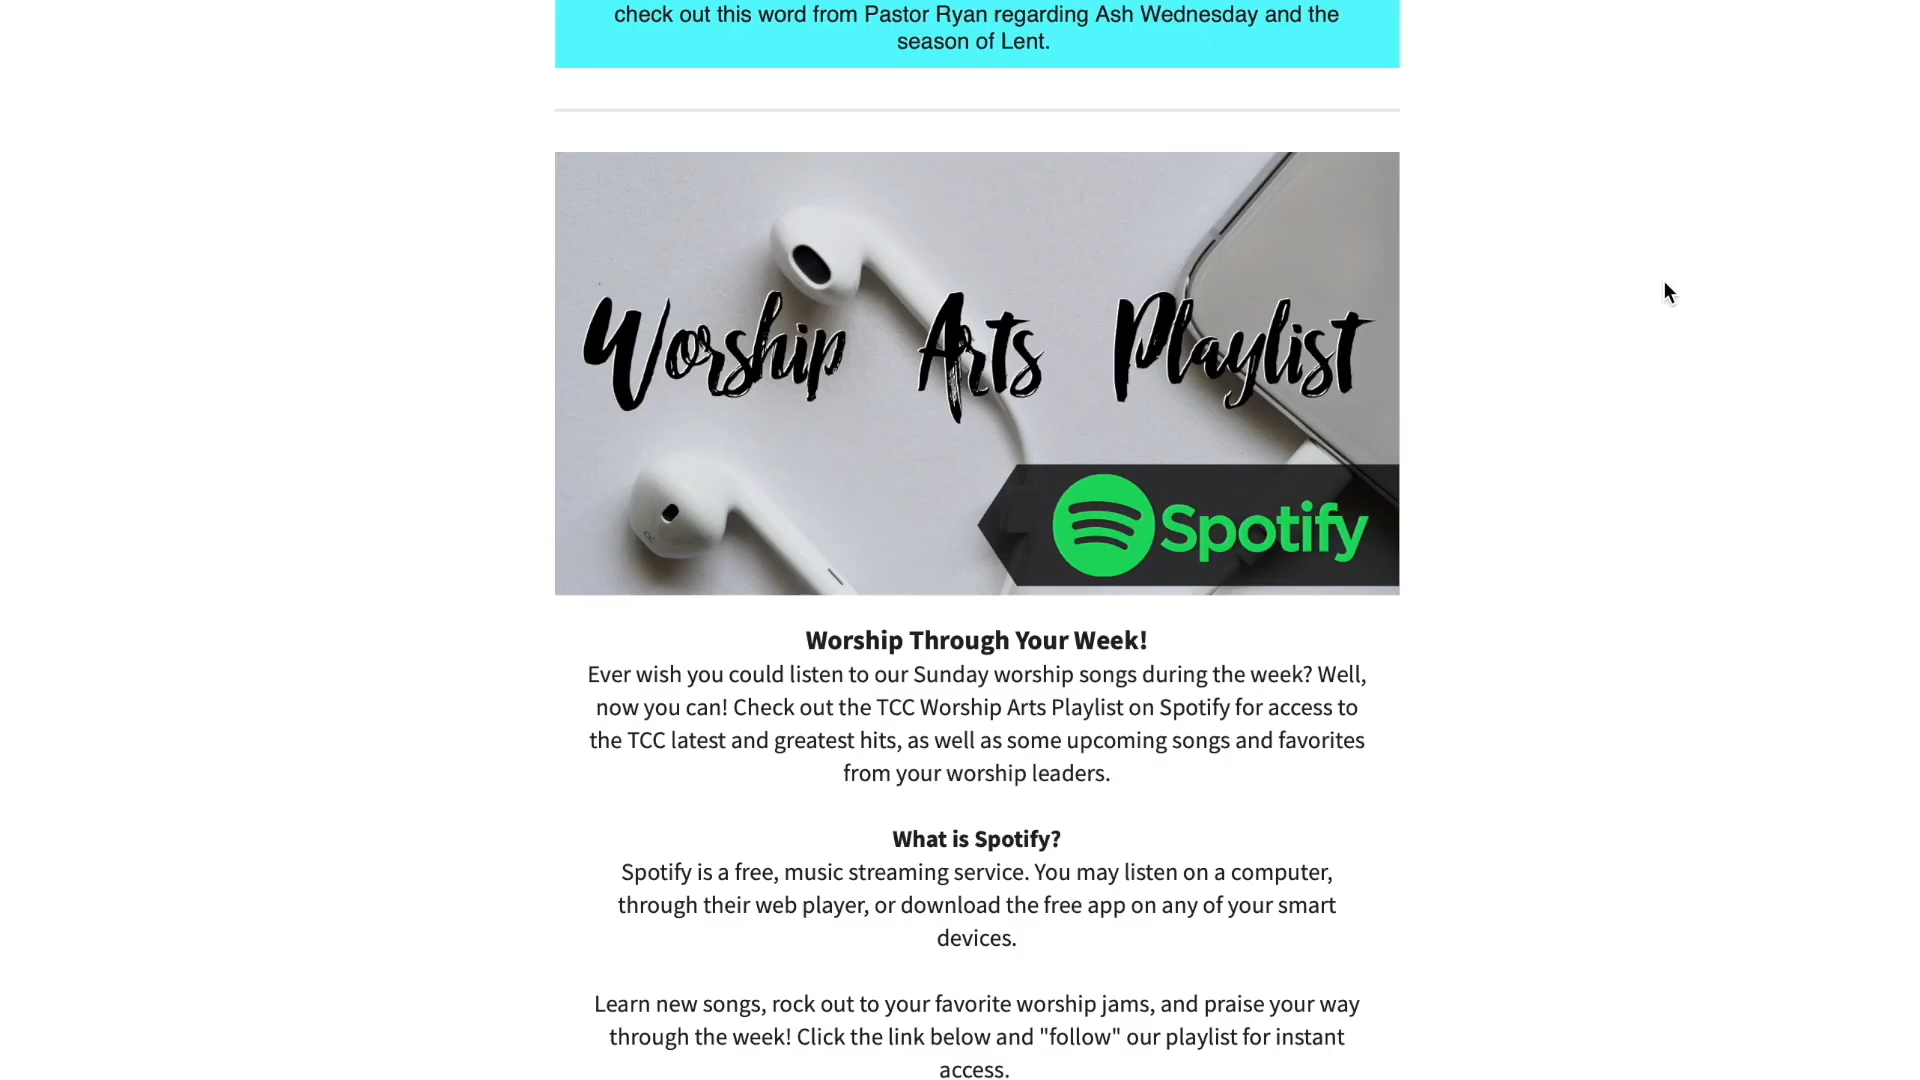 check out this word from Pastor Ryan regarding Ash Wednesday and the
season of Lent.
Worship Arts Playlist
Spotify
Worship Through Your Week!
Ever wish you could listen to our Sunday worship songs during the week? Well,
now you can! Check out the TCC Worship Arts Playlist on Spotify for access to
the TCC latest and greatest hits, as well as some upcoming songs and favorites
from your worship leaders.
What is Spotify?
Spotify is a free, music streaming service. You may listen on a computer,
through their web player, or download the free app on any of your smart
devices.
Learn new songs, rock out to your favorite worship jams, and praise your way
through the week! Click the link below and "follow" our playlist for instant
access.